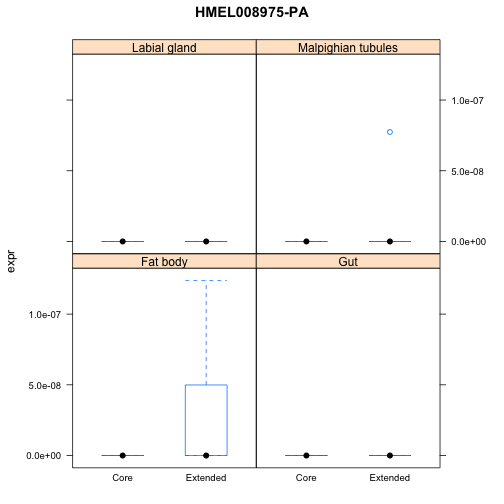 HMEL008975-PA
Labial gland
Malpighian tubules
1.0e-07
5.0e-08
0.0e+00
expr
Fat body
Gut
1.0e-07
5.0e-08
0.0e+00
Core
Extended
Core
Extended